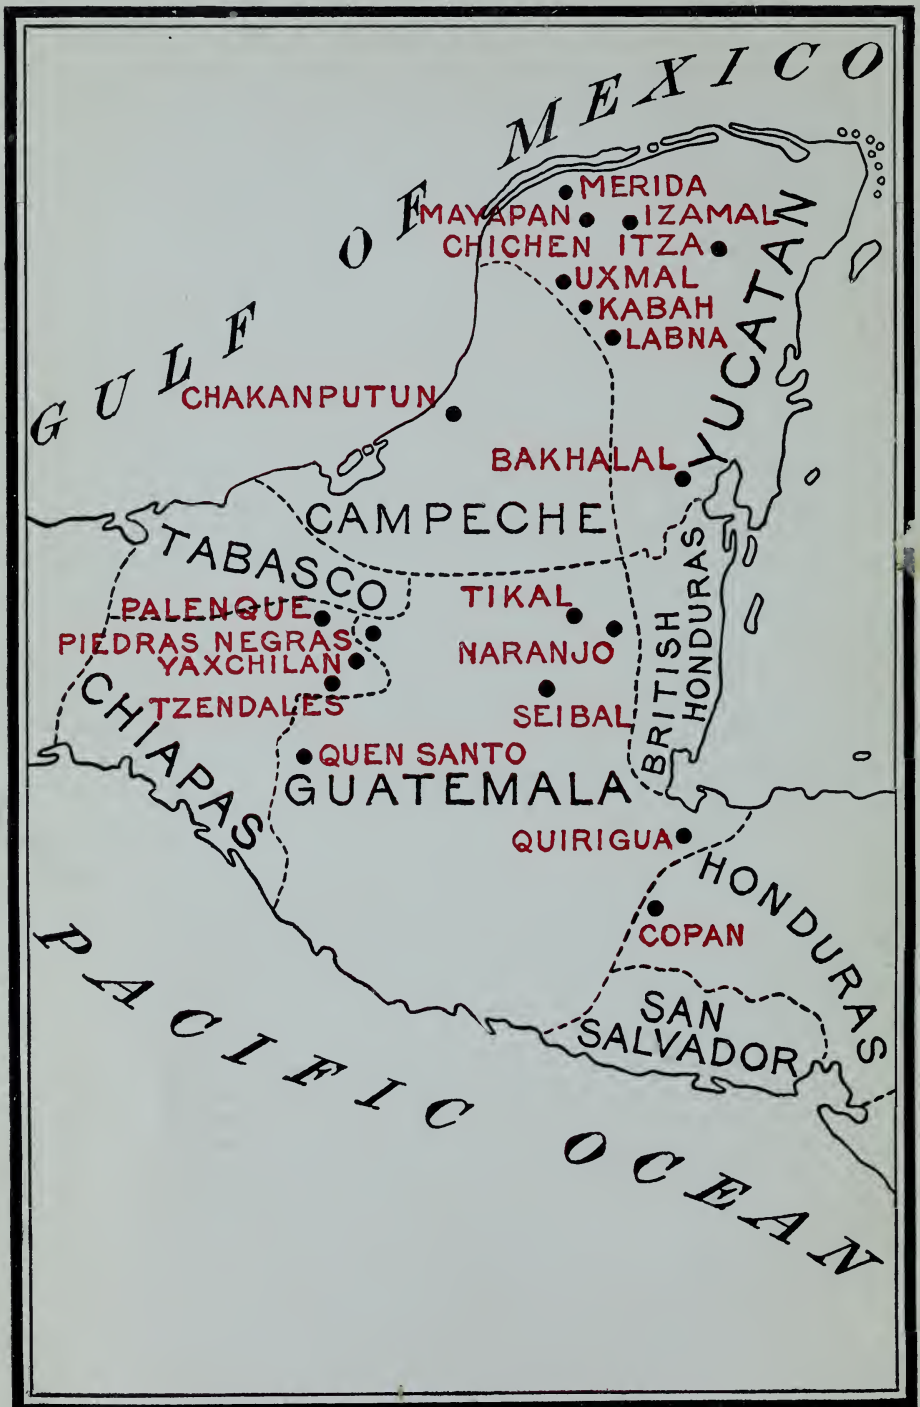 GULF OF MEXICO
MERIDA
MAYAPAN
IZAMAL
CHICHEN ITZA
UXMAL
KABAH
LABNA
YUCATAN
CHAKANPUTUN
BAKHALAL
CAMPECHE
TABASCO
PALENQUE
PIEDRAS NEGRAS
YAXCHILAN
TZENDALES
TIKAL
NARANJO
SEIBAL
BRITISH
HONDURAS
CHIAPAS
QUEN SANTO
GUATEMALA
QUIRIGUA
HONDURAS
COPAN
SAN
SALVADOR
PACIFIC OCEAN